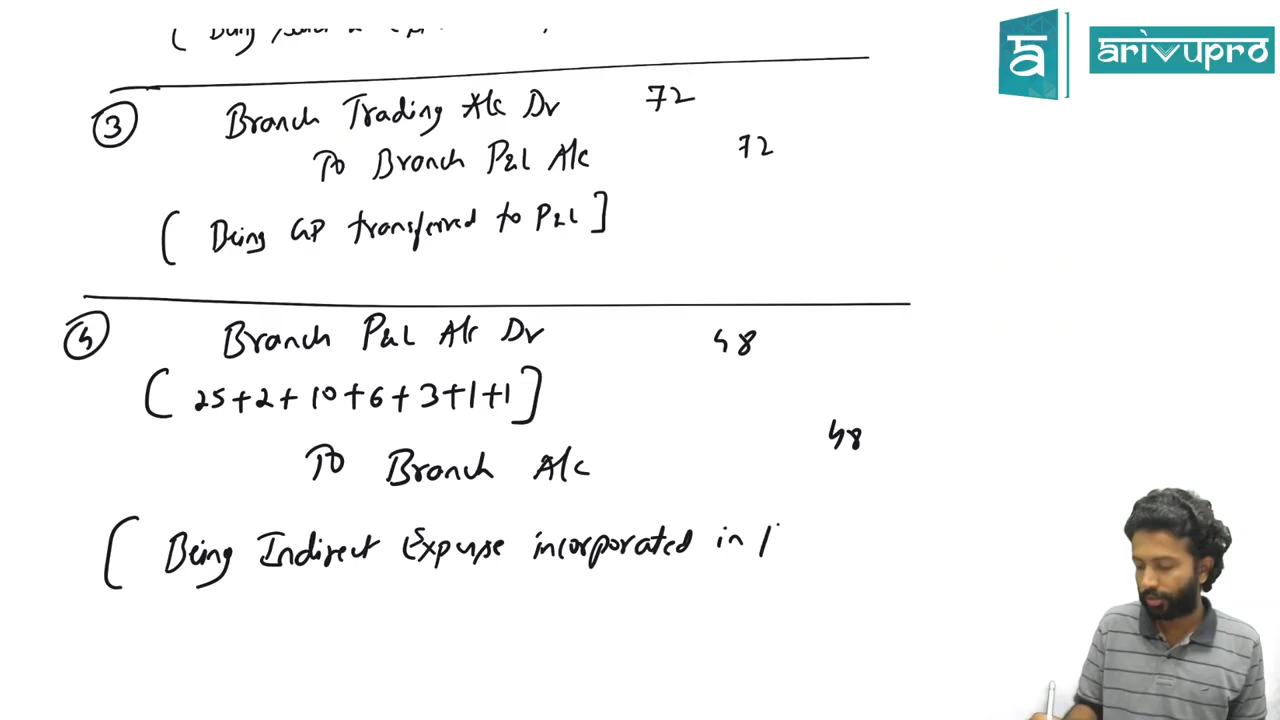 arivupro
③ Branch Trading A/c Dr 72
To Branch P&L A/c 72
( Being GP transferred to P&L ]
④ Branch P&L A/c Dr 48
( 25+2+10+6+3+1+1 ]
To Branch A/c 48
( Being Indirect Expense incorporated in